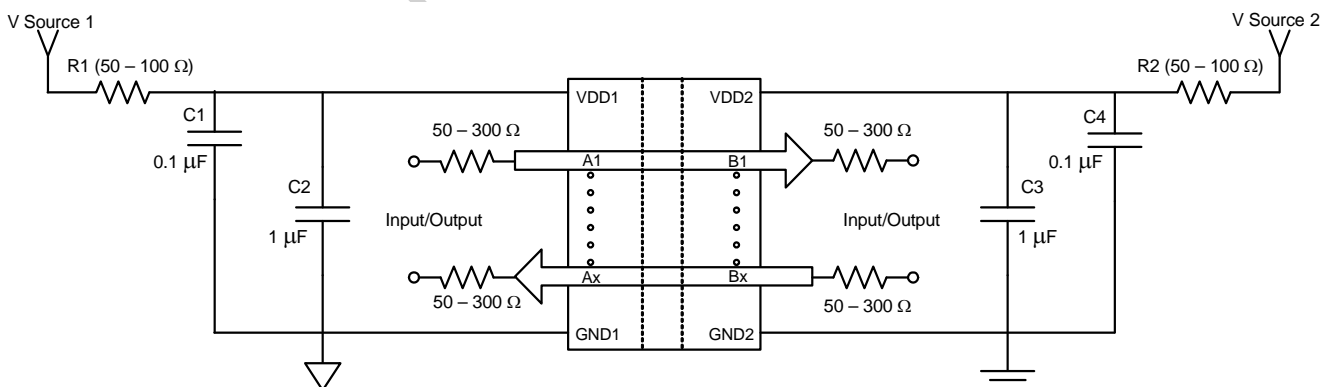 V Source 1
V Source 2
R1 (50 – 100 Ω)
R2 (50 – 100 Ω)
VDD1
VDD2
C1
0.1 μF
C4
0.1 μF
50 – 300 Ω
50 – 300 Ω
A1
B1
C2
1 μF
C3
1 μF
Input/Output
Input/Output
Ax
Bx
50 – 300 Ω
50 – 300 Ω
GND1
GND2